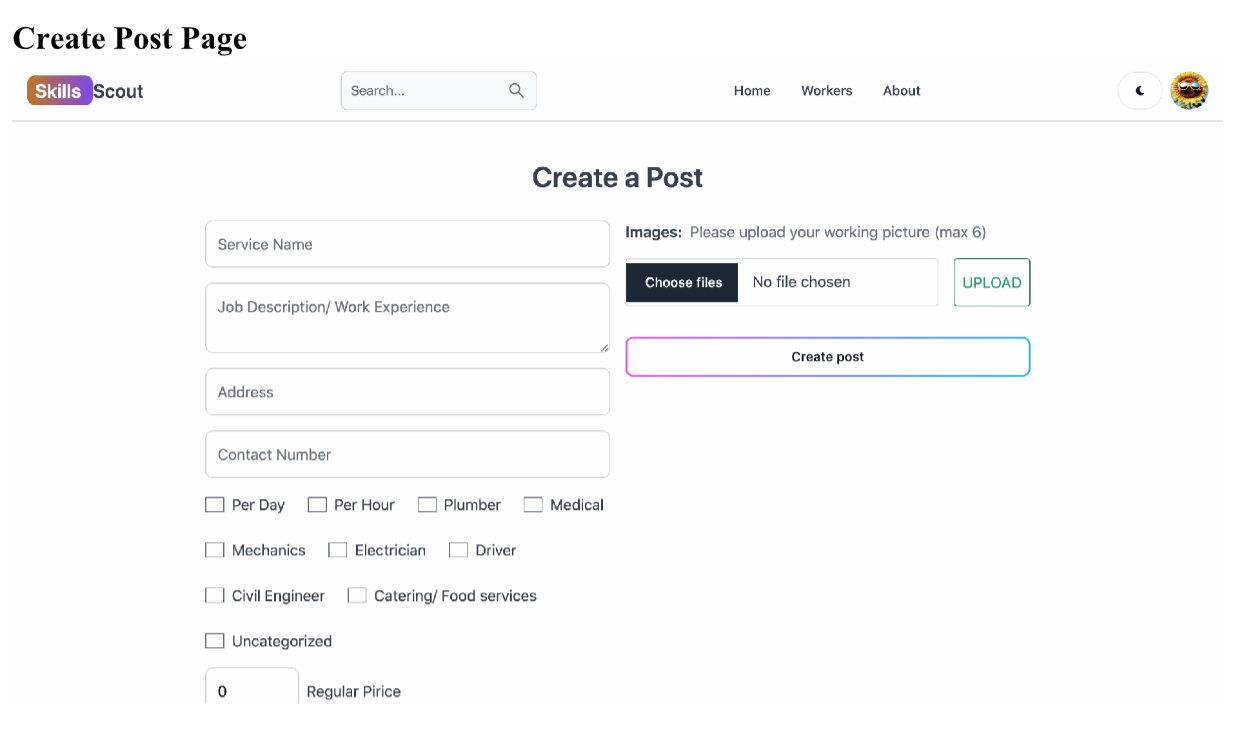 Create Post Page
SkillsScout
Search...
Home Workers About
Create a Post
Service Name
Job Description/ Work Experience
Address
Contact Number
Per Day Per Hour Plumber Medical
Mechanics Electrician Driver
Civil Engineer Catering/ Food services
Uncategorized
0 Regular Pirice
Images: Please upload your working picture (max 6)
Choose files No file chosen UPLOAD
Create post